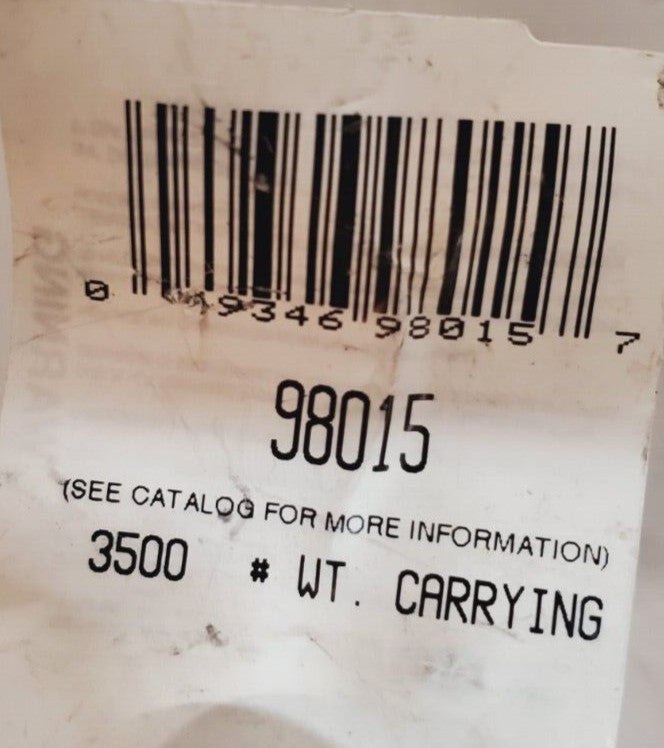 0 9346 98015 7
98015
(SEE CATALOG FOR MORE INFORMATION)
3500 # WT. CARRYING